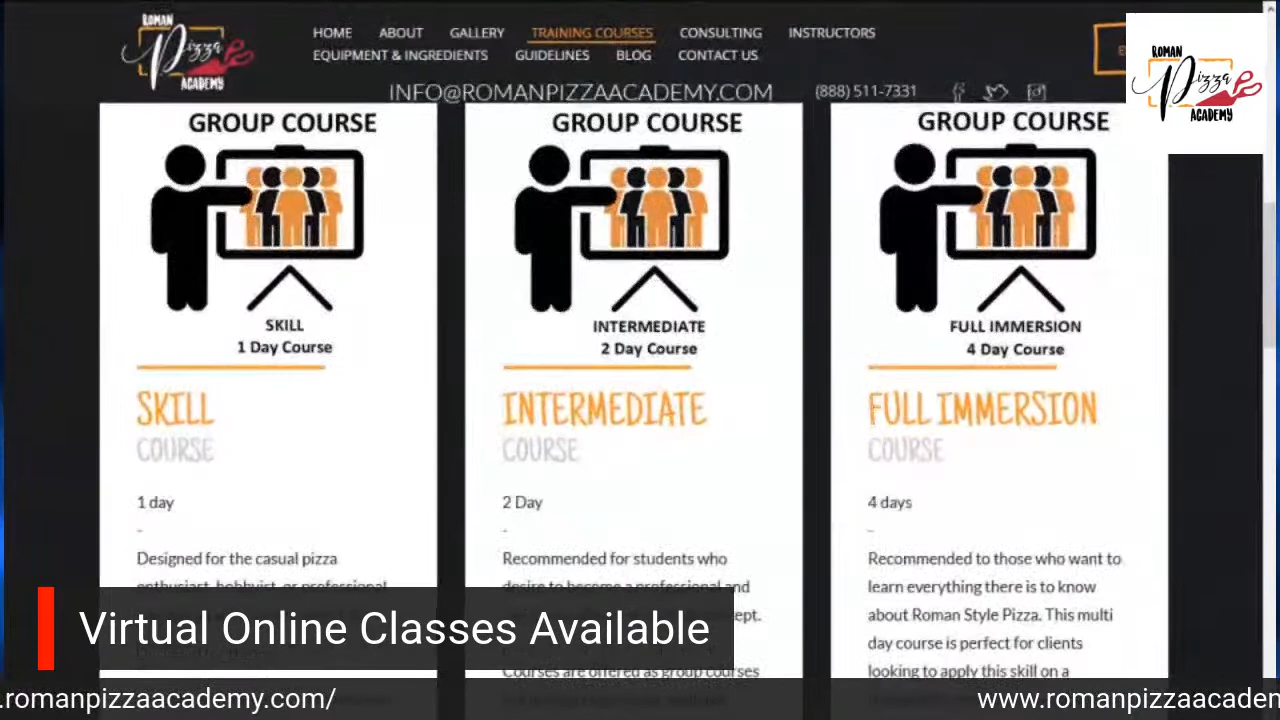 ROMAN
Pizza
ACADEMY
HOME ABOUT GALLERY TRAINING COURSES CONSULTING INSTRUCTORS
EQUIPMENT & INGREDIENTS GUIDELINES BLOG CONTACT US
INFO@ROMANPIZZAACADEMY.COM (888) 511-7331
ROMAN
Pizza
ACADEMY
GROUP COURSE
SKILL
1 Day Course
SKILL
COURSE
1 day
-
Designed for the casual pizza
enthusiast, hobbyist, or professional
GROUP COURSE
INTERMEDIATE
2 Day Course
INTERMEDIATE
COURSE
2 Day
-
Recommended for students who
desire to become a professional and
Courses are offered as group courses
GROUP COURSE
FULL IMMERSION
4 Day Course
FULL IMMERSION
COURSE
4 days
-
Recommended to those who want to
learn everything there is to know
about Roman Style Pizza. This multi
day course is perfect for clients
looking to apply this skill on a
Virtual Online Classes Available
.romanpizzaacademy.com/ www.romanpizzaacaden